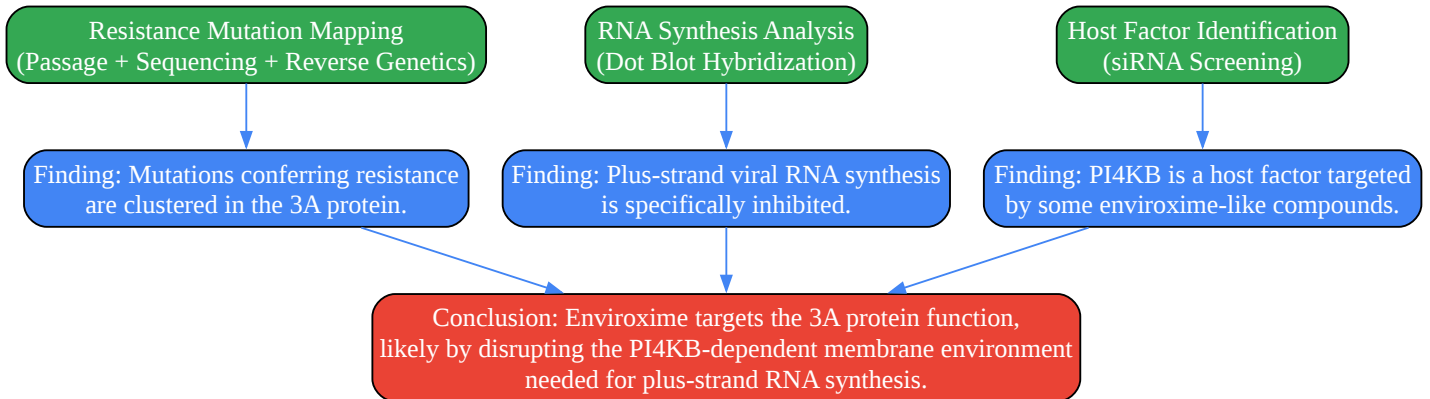 Resistance Mutation Mapping
(Passage + Sequencing + Reverse Genetics)
RNA Synthesis Analysis
(Dot Blot Hybridization)
Host Factor Identification
(siRNA Screening)
Finding: Mutations conferring resistance
are clustered in the 3A protein.
Finding: Plus-strand viral RNA synthesis
is specifically inhibited.
Finding: PI4KB is a host factor targeted
by some enviroxime-like compounds.
Conclusion: Enviroxime targets the 3A protein function,
likely by disrupting the PI4KB-dependent membrane environment
needed for plus-strand RNA synthesis.